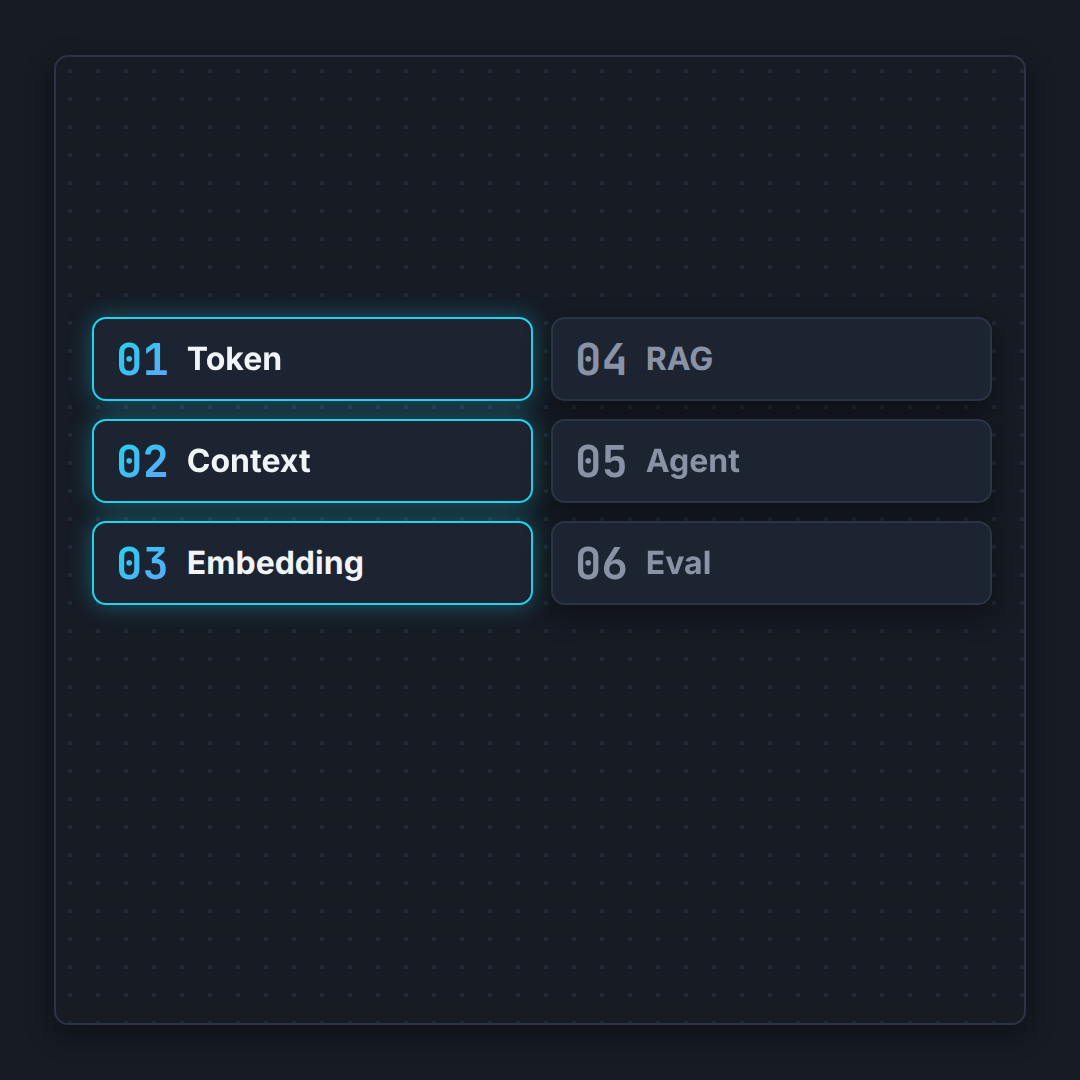 01 Token
02 Context
03 Embedding
04 RAG
05 Agent
06 Eval